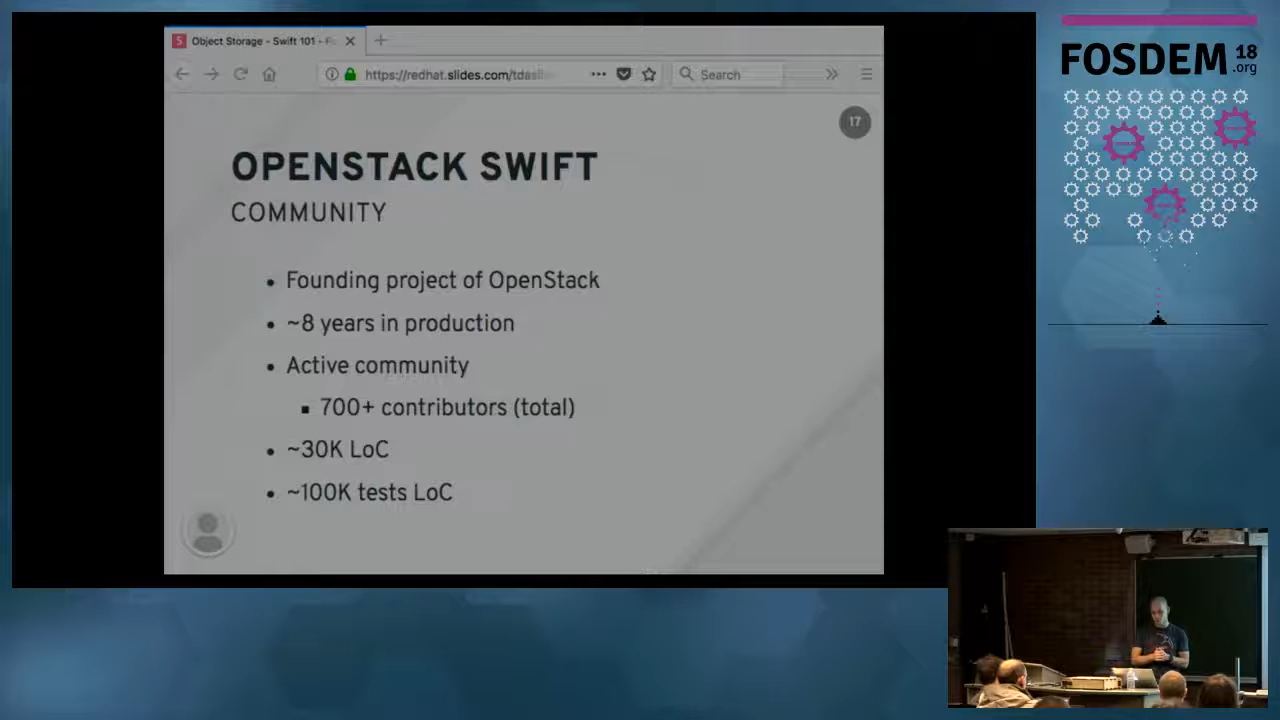 Object Storage - Swift 101 - F
https://redhat.slides.com/tdasil
Search
17
OPENSTACK SWIFT
COMMUNITY
• Founding project of OpenStack
• ~8 years in production
• Active community
▪ 700+ contributors (total)
• ~30K LoC
• ~100K tests LoC
FOSDEM 18
.org